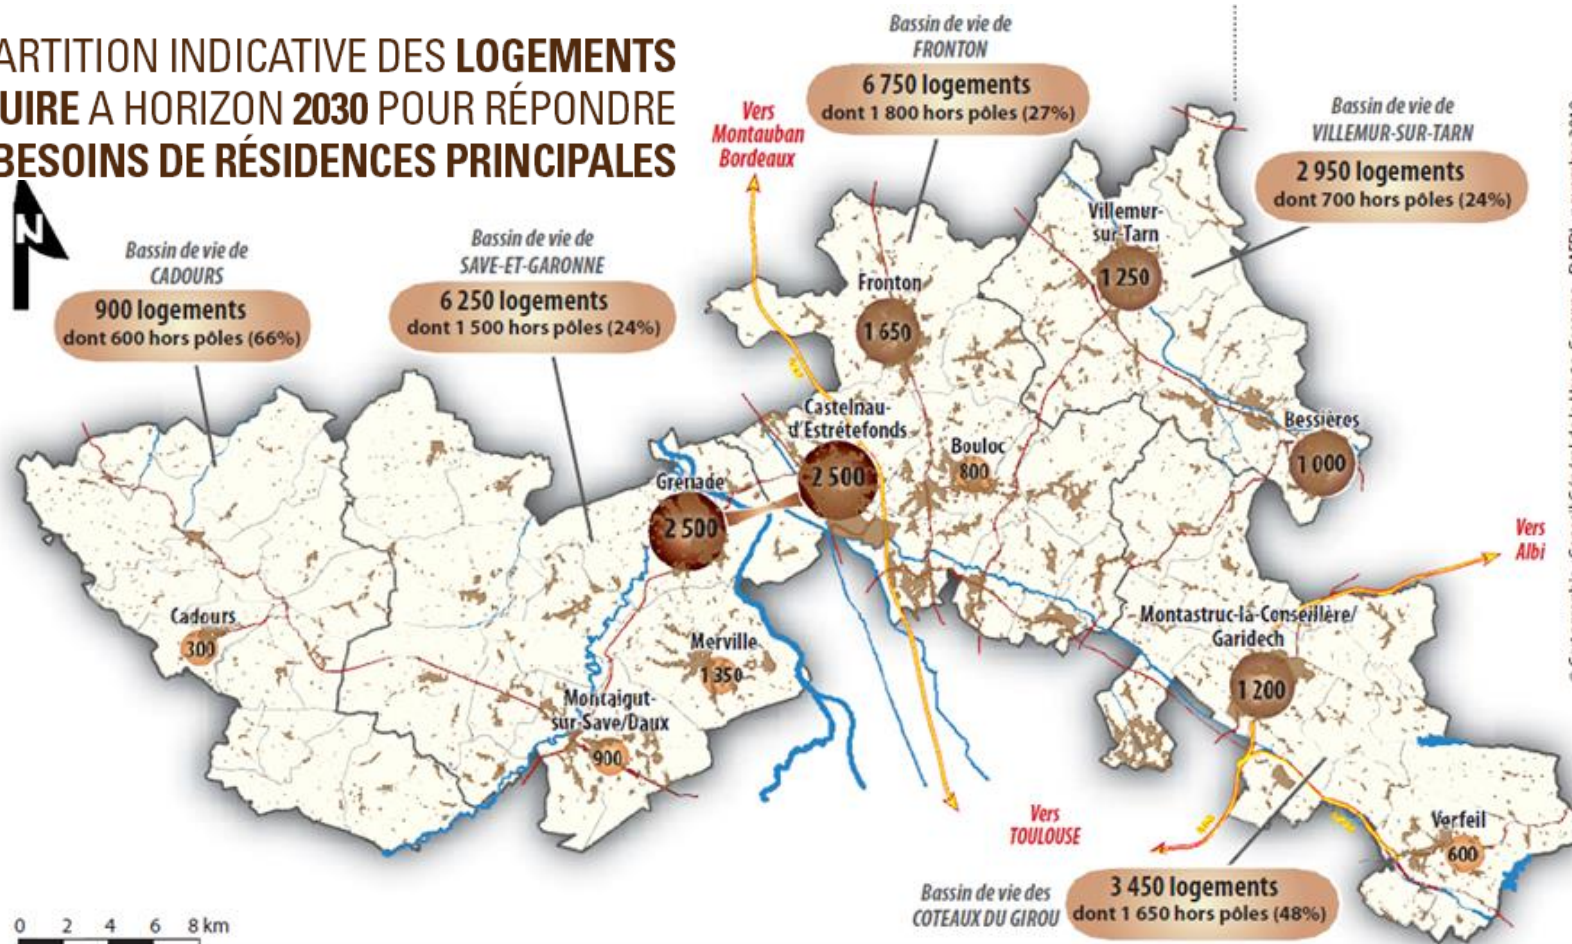 ARTITION INDICATIVE DES LOGEMENTS
UIRE A HORIZON 2030 POUR RÉPONDRE
BESOINS DE RÉSIDENCES PRINCIPALES
N
Bassin de vie de
FRONTON
6 750 logements
dont 1 800 hors pôles (27%)
Vers
Montauban
Bordeaux
Bassin de vie de
VILLEMUR-SUR-TARN
2 950 logements
dont 700 hors pôles (24%)
Bassin de vie de
CADOURS
900 logements
dont 600 hors pôles (66%)
Bassin de vie de
SAVE-ET-GARONNE
6 250 logements
dont 1 500 hors pôles (24%)
Villemur-
sur-Tarn
1 250
Fronton
1 650
Castelnau-
d'Estrétefonds
2 500
Bouloc
800
Bessières
1 000
Grenade
2 500
Vers
Albi
Cadours
300
Merville
1 350
Montaigut-
sur-Save/Daux
900
Montastruc-la-Conseillère/
Garidech
1 200
Vers
TOULOUSE
Verfeil
600
Bassin de vie des
COTEAUX DU GIROU
3 450 logements
dont 1 650 hors pôles (48%)
0 2 4 6 8 km